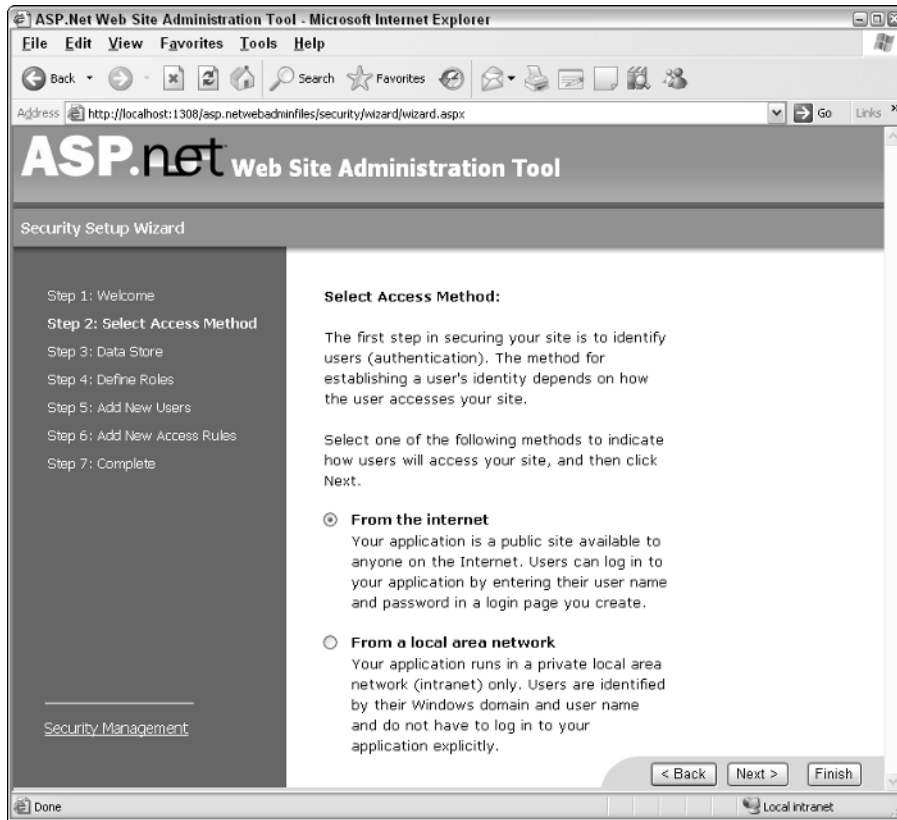 ASP.Net Web Site Administration Tool - Microsoft Internet Explorer
File Edit View Favorites Tools Help
Back Search Favorites
Address http://localhost:1308/asp.netwebadminfiles/security/wizard/wizard.aspx Go Links »
ASP.net Web Site Administration Tool
Security Setup Wizard
Step 1: Welcome
Step 2: Select Access Method
Step 3: Data Store
Step 4: Define Roles
Step 5: Add New Users
Step 6: Add New Access Rules
Step 7: Complete
Security Management
Select Access Method:
The first step in securing your site is to identify
users (authentication). The method for
establishing a user's identity depends on how
the user accesses your site.
Select one of the following methods to indicate
how users will access your site, and then click
Next.
From the internet
Your application is a public site available to
anyone on the Internet. Users can log in to
your application by entering their user name
and password in a login page you create.
From a local area network
Your application runs in a private local area
network (intranet) only. Users are identified
by their Windows domain and user name
and do not have to log in to your
application explicitly.
< Back Next > Finish
Done Local intranet